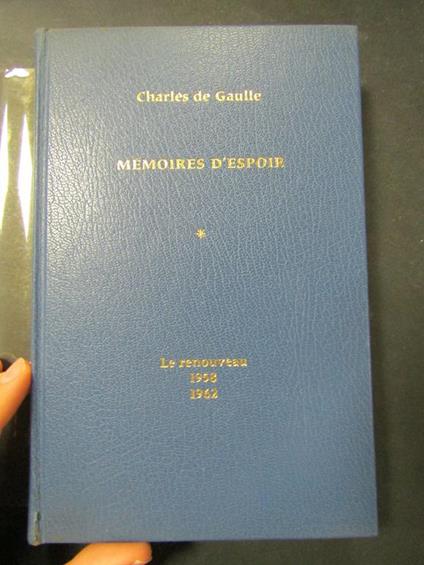 Charles de Gaulle
MÉMOIRES D'ESPOIR
*
Le renouveau
1958
1962